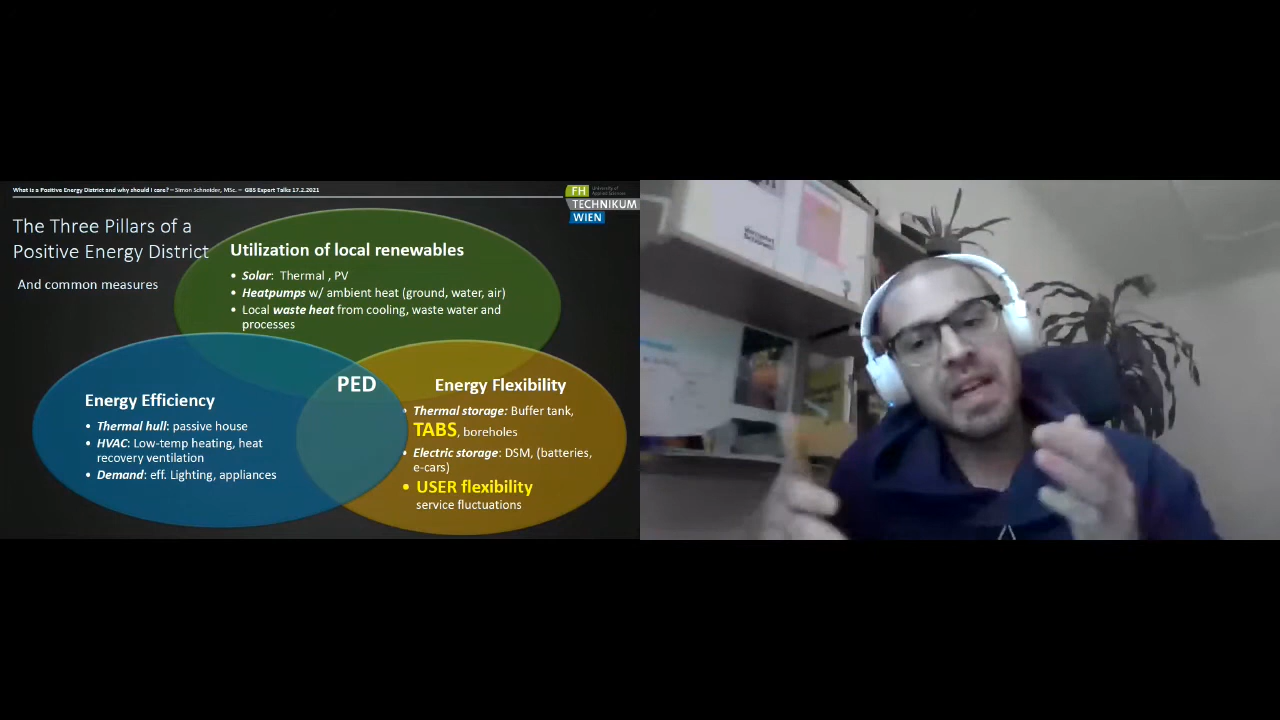 What is a Positive Energy District and why should I care? – Simon Schneider, MSc. – GBS Expert Talks 17.2.2021
FH
University of
Applied Sciences
TECHNIKUM
WIEN
The Three Pillars of a
Positive Energy District
And common measures
Utilization of local renewables
• Solar: Thermal , PV
• Heatpumps w/ ambient heat (ground, water, air)
• Local waste heat from cooling, waste water and
processes
PED
Energy Efficiency
• Thermal hull: passive house
• HVAC: Low-temp heating, heat
recovery ventilation
• Demand: eff. Lighting, appliances
Energy Flexibility
• Thermal storage: Buffer tank,
TABS, boreholes
• Electric storage: DSM, (batteries,
e-cars)
• USER flexibility
service fluctuations